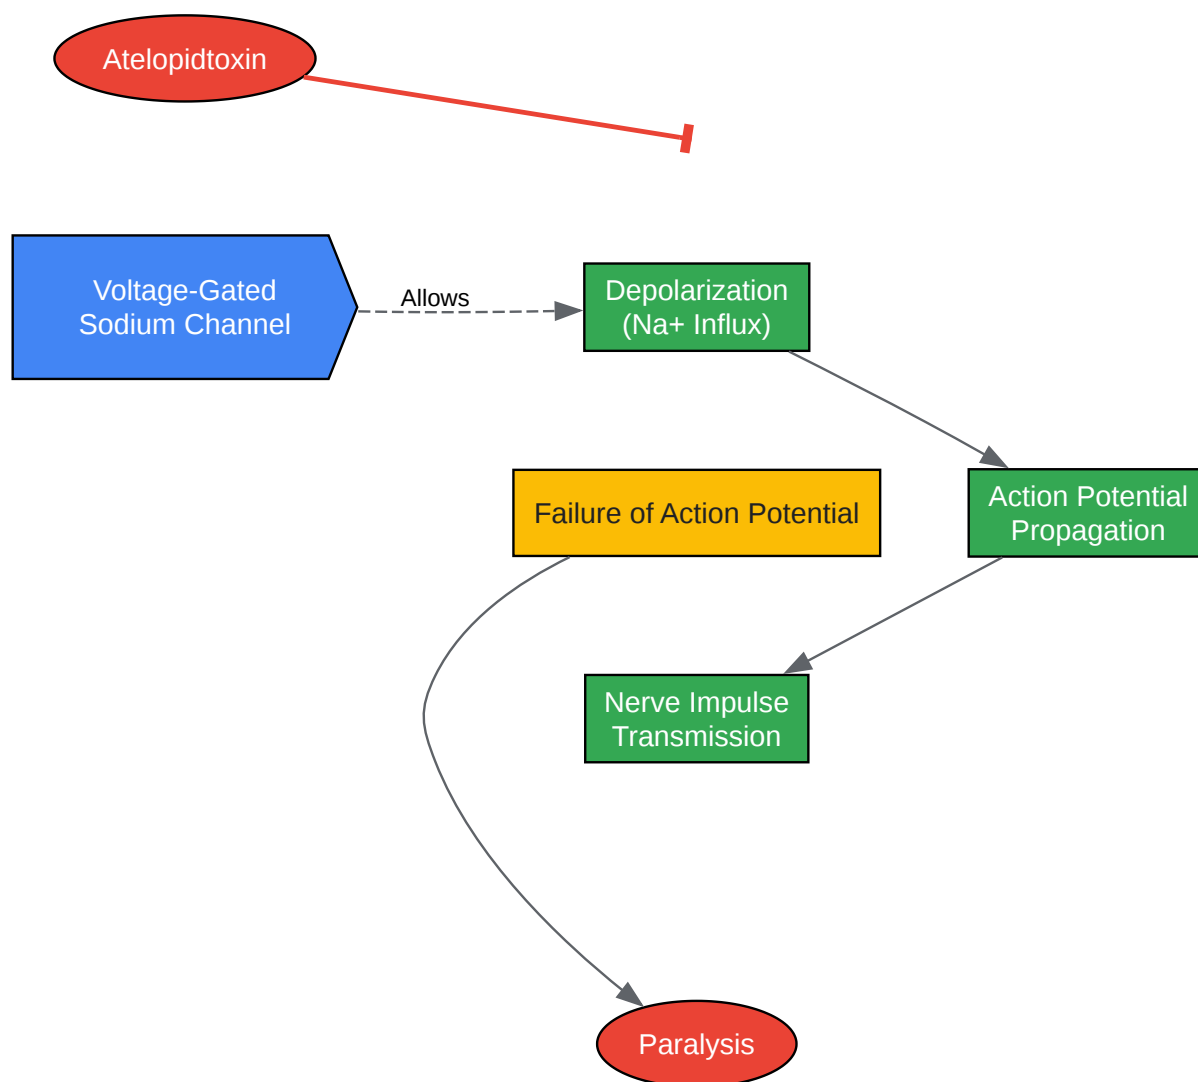 Atelopidtoxin
Voltage-Gated
Sodium Channel
Allows
Depolarization
(Na+ Influx)
Failure of Action Potential
Action Potential
Propagation
Nerve Impulse
Transmission
Paralysis